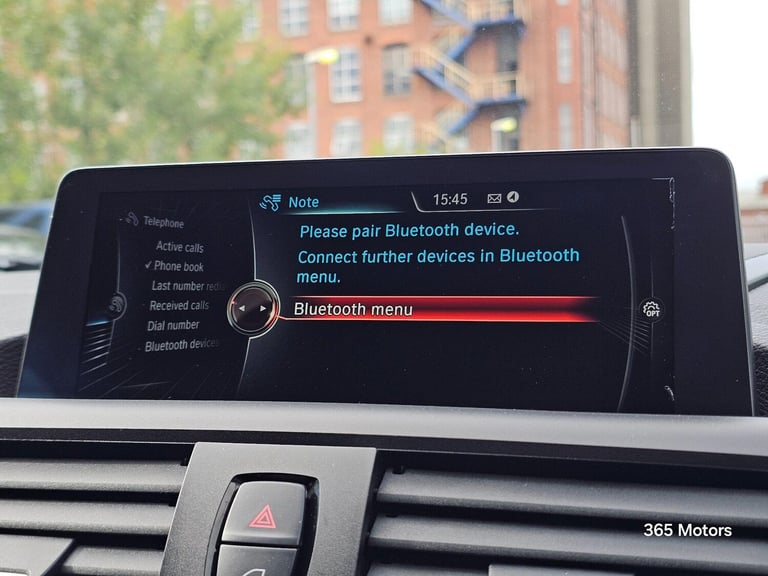 Note
15:45
Telephone
Active calls
✓ Phone book
Last number redia
Received calls
Dial number
Bluetooth devices
Please pair Bluetooth device.
Connect further devices in Bluetooth
menu.
Bluetooth menu
OPT
365 Motors